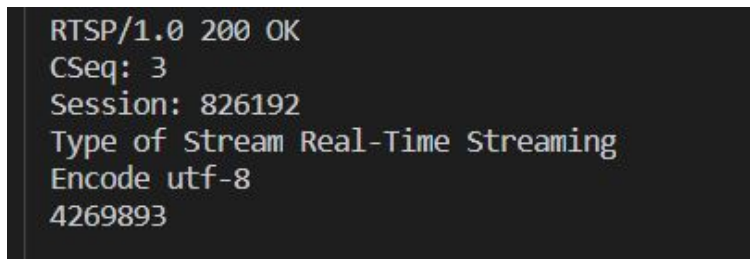 RTSP/1.0 200 OK
CSeq: 3
Session: 826192
Type of Stream Real-Time Streaming
Encode utf-8
4269893